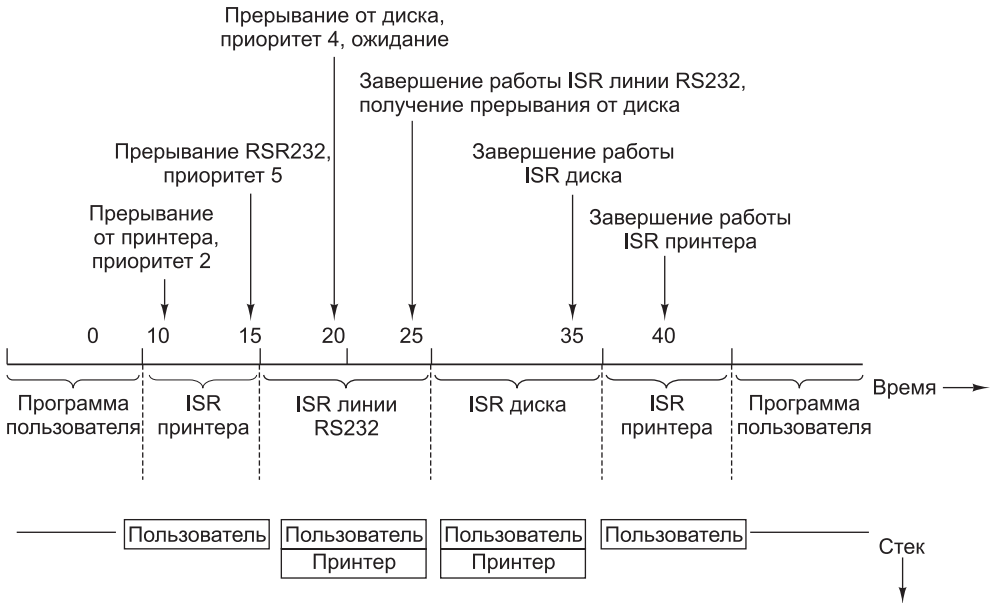 Прерывание от диска,
приоритет 4, ожидание
Завершение работы ISR линии RS232,
получение прерывания от диска
Прерывание RSR232,
приоритет 5
Завершение работы
ISR диска
Прерывание
от принтера,
приоритет 2
Завершение работы
ISR принтера
0 10 15 20 25 35 40
Время
Программа
пользователя
ISR
принтера
ISR линии
RS232
ISR диска
ISR
принтера
Программа
пользователя
Пользователь
Пользователь
Принтер
Пользователь
Принтер
Пользователь
Стек